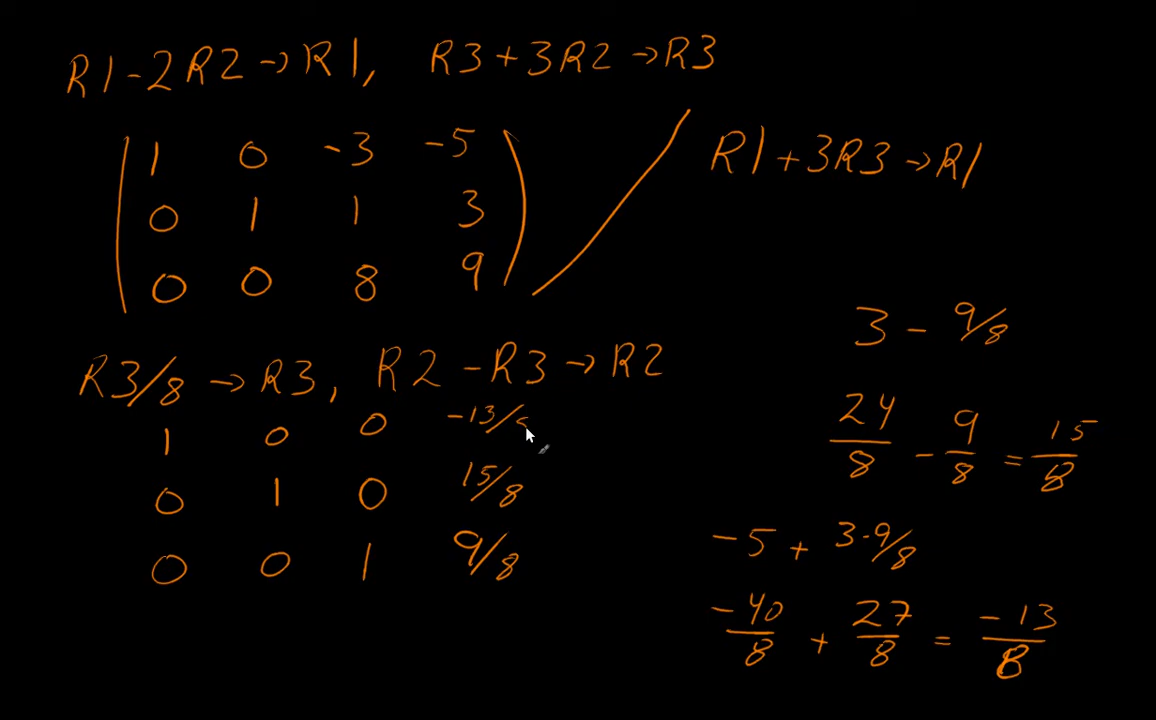 R1-2R2→R1, R3+3R2→R3
1 0 -3 -5
0 1 1 3
0 0 8 9
R1+3R3→R1
R3/8→R3, R2-R3→R2
1 0 0 -13/
0 1 0 15/8
0 0 1 9/8
3 - 9/8
24/8 - 9/8 = 15/8
-5 + 3·9/8
-40/8 + 27/8 = -13/8